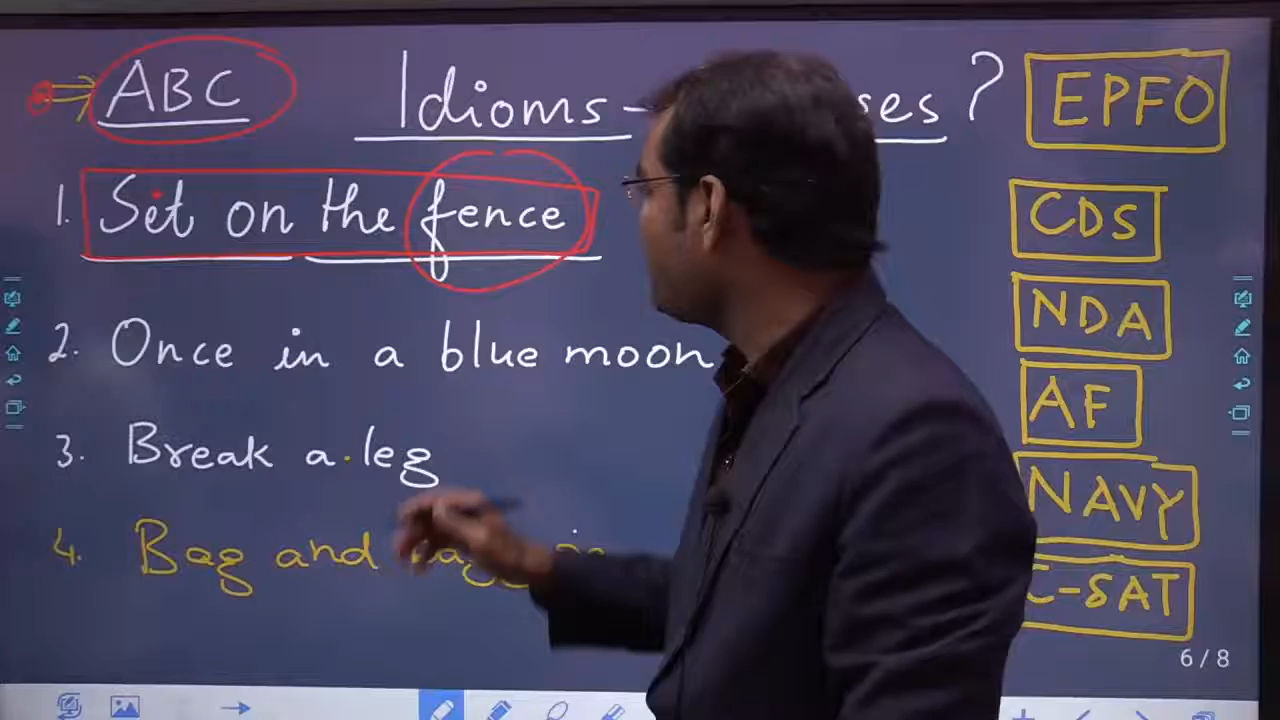 ABC
Idioms-
ses ?
1. Sit on the fence
2. Once in a blue moon
3. Break a leg
4. Bag and
EPFO
CDS
NDA
AF
NAVY
C-SAT
6/8